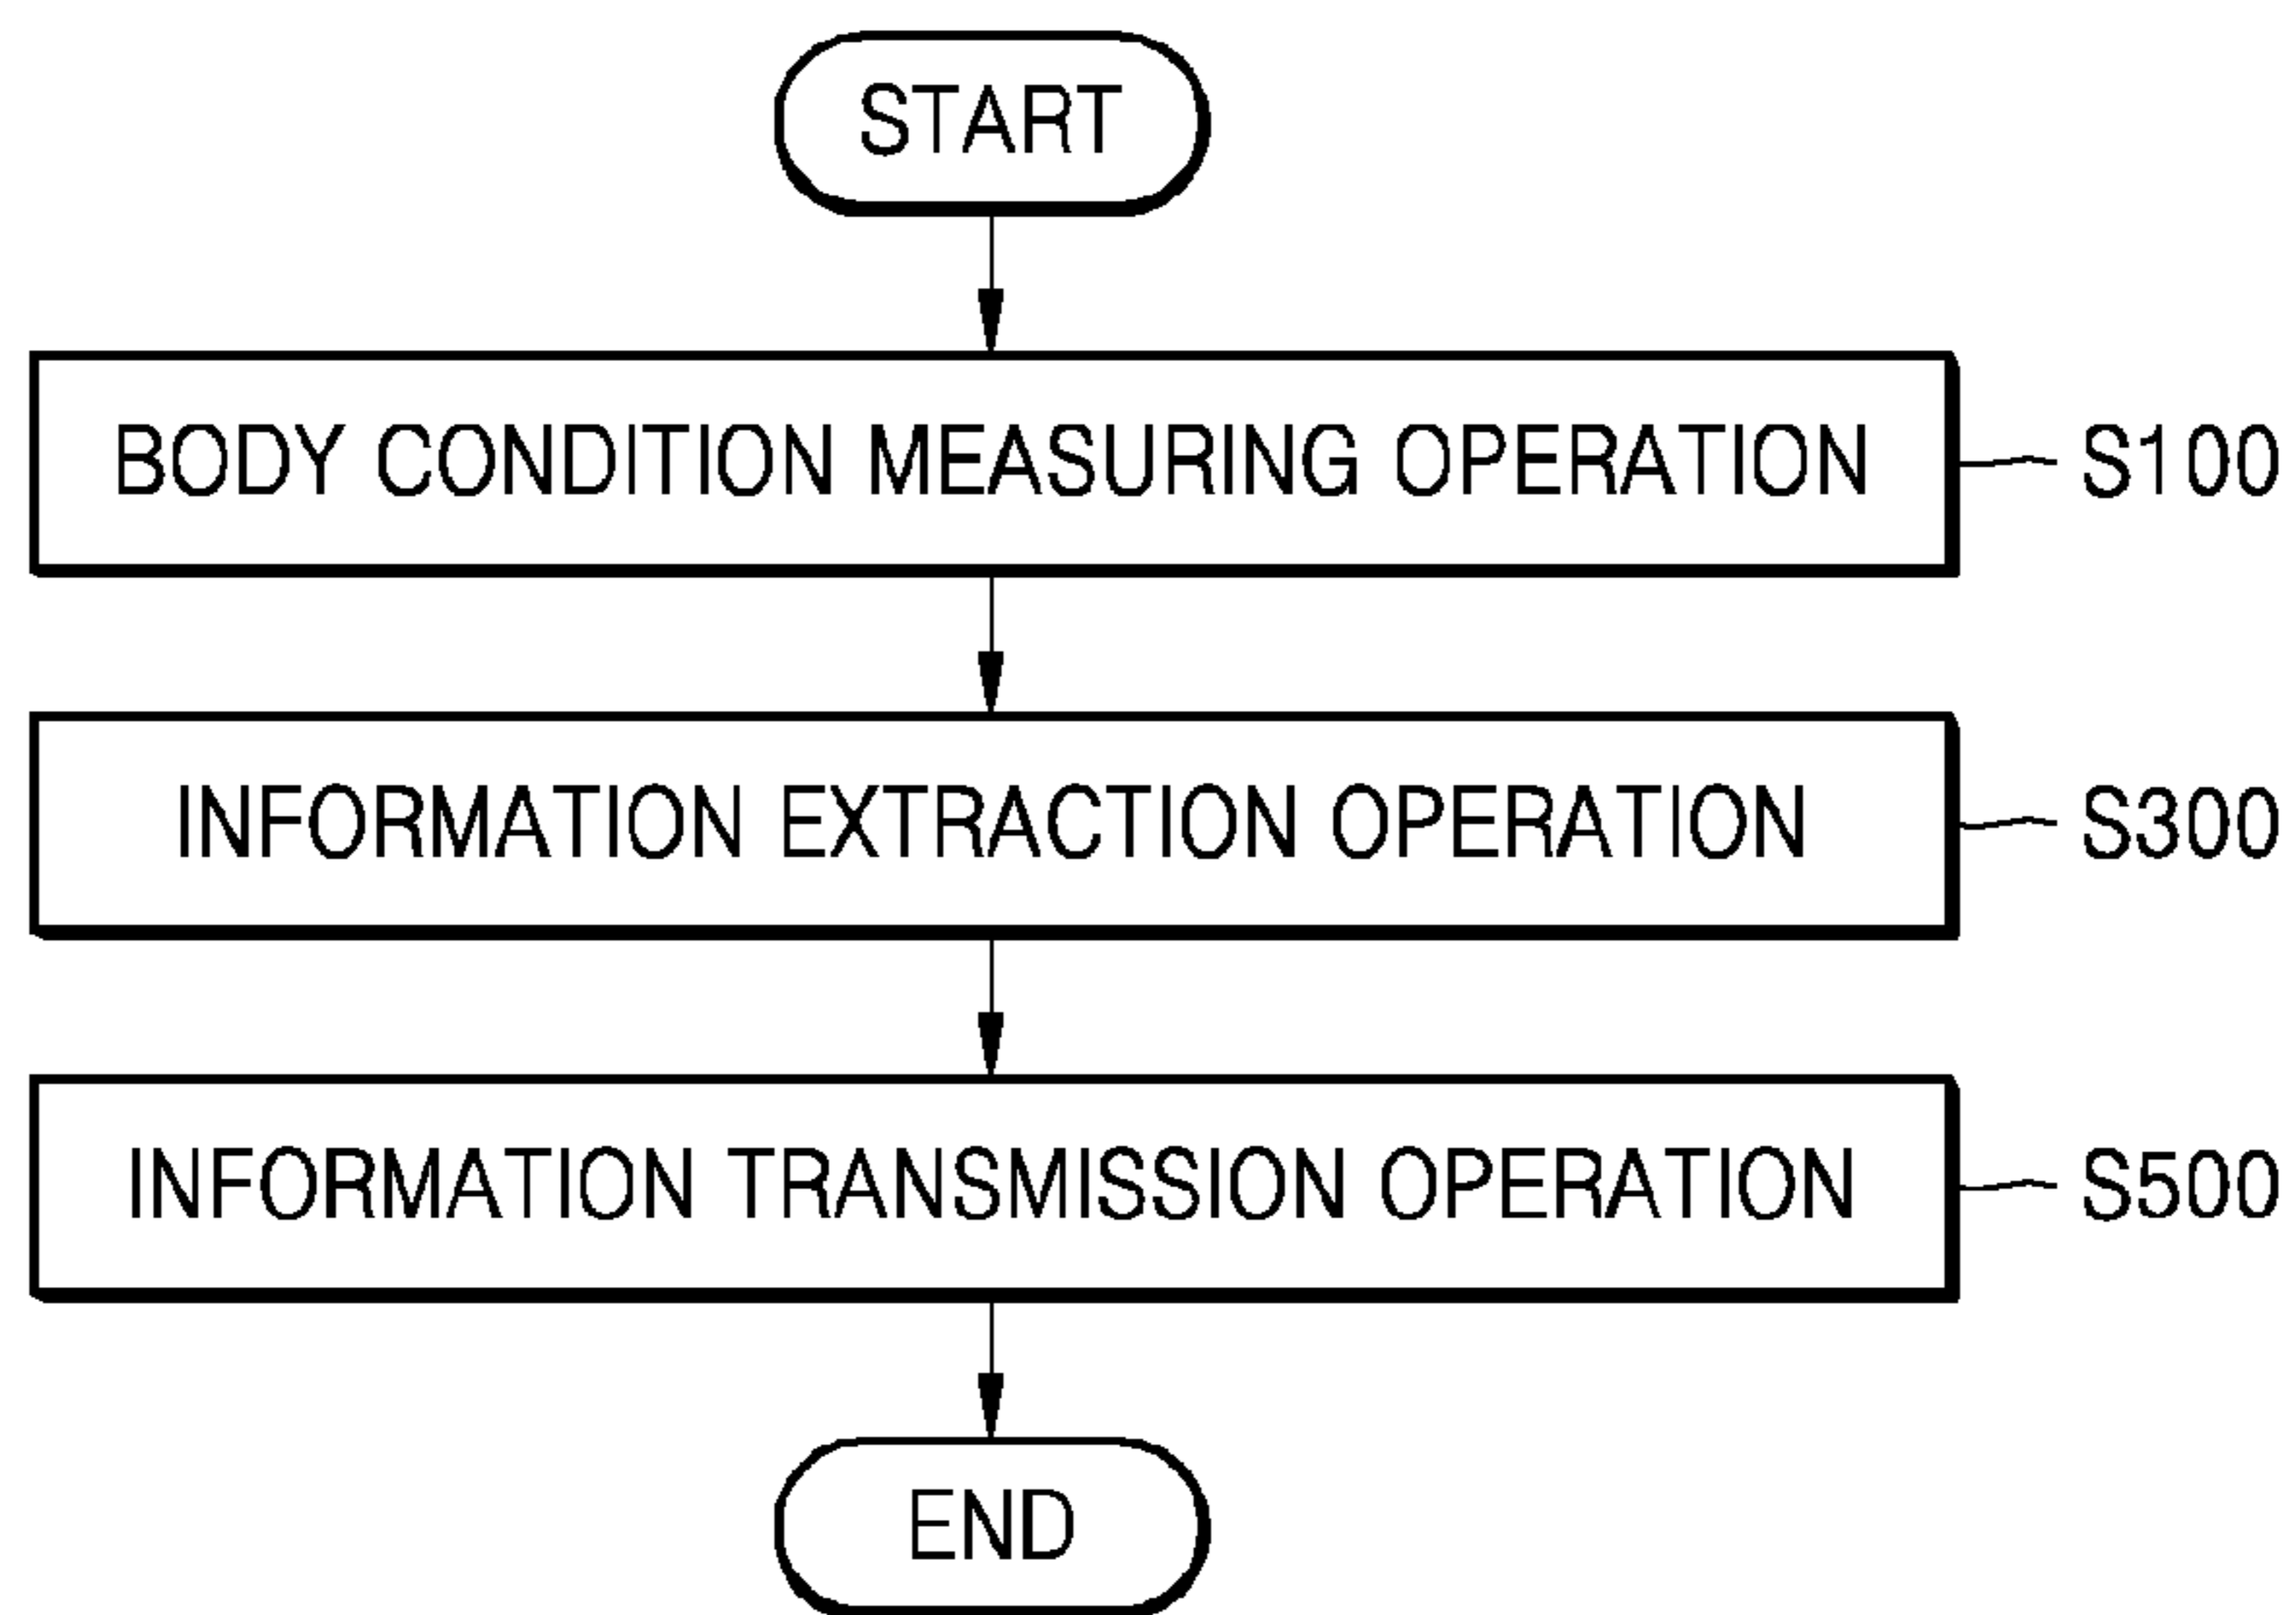 START
BODY CONDITION MEASURING OPERATION S100
INFORMATION EXTRACTION OPERATION S300
INFORMATION TRANSMISSION OPERATION S500
END